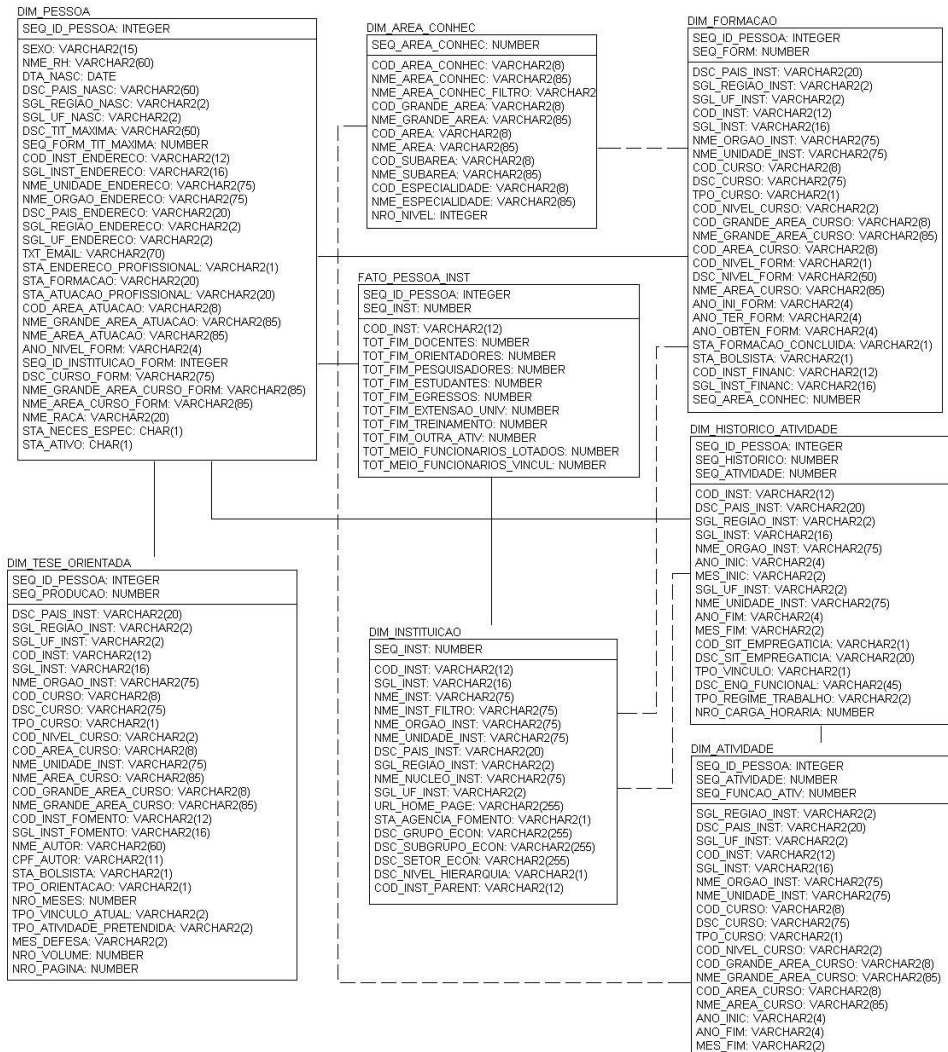 DIM_PESSOA
SEQ_ID_PESSOA: INTEGER
SEXO: VARCHAR2(15)
NME_RH: VARCHAR2(60)
DTA_NASC: DATE
DSC_PAIS_NASC: VARCHAR2(50)
SGL_REGIÃO_NASC: VARCHAR2(2)
SGL_UF_NASC: VARCHAR2(2)
DSC_TIT_MAXIMA: VARCHAR2(50)
SEQ_FORM_TIT_MAXIMA: NUMBER
COD_INST_ENDERECO: VARCHAR2(12)
SGL_INST_ENDERECO: VARCHAR2(16)
NME_UNIDADE_ENDERECO: VARCHAR2(75)
NME_ORGAO_ENDERECO: VARCHAR2(75)
DSC_PAIS_ENDERECO: VARCHAR2(20)
SGL_REGIÃO_ENDERECO: VARCHAR2(2)
SGL_UF_ENDERECO: VARCHAR2(2)
TXT_EMAIL: VARCHAR2(70)
STA_ENDERECO_PROFISSIONAL: VARCHAR2(1)
STA_FORMACAO: VARCHAR2(20)
STA_ATUACAO_PROFISSIONAL: VARCHAR2(20)
COD_AREA_ATUACAO: VARCHAR2(8)
NME_GRANDE_AREA_ATUACAO: VARCHAR2(85)
NME_AREA_ATUACAO: VARCHAR2(85)
ANO_NIVEL_FORM: VARCHAR2(4)
SEQ_ID_INSTITUICAO_FORM: INTEGER
DSC_CURSO_FORM: VARCHAR2(75)
NME_GRANDE_AREA_CURSO_FORM: VARCHAR2(85)
NME_AREA_CURSO_FORM: VARCHAR2(85)
NME_RACA: VARCHAR2(20)
STA_NECES_ESPEC: CHAR(1)
STA_ATIVO: CHAR(1)
DIM_AREA_CONHEC
SEQ_AREA_CONHEC: NUMBER
COD_AREA_CONHEC: VARCHAR2(8)
NME_AREA_CONHEC: VARCHAR2(85)
NME_AREA_CONHEC_FILTRO: VARCHAR2
COD_GRANDE_AREA: VARCHAR2(8)
NME_GRANDE_AREA: VARCHAR2(85)
COD_AREA: VARCHAR2(8)
NME_AREA: VARCHAR2(85)
COD_SUBAREA: VARCHAR2(8)
NME_SUBAREA: VARCHAR2(85)
COD_ESPECIALIDADE: VARCHAR2(8)
NME_ESPECIALIDADE: VARCHAR2(85)
NRO_NIVEL: INTEGER
DIM_FORMACAO
SEQ_ID_PESSOA: INTEGER
SEQ_FORM: NUMBER
DSC_PAIS_INST: VARCHAR2(20)
SGL_REGIÃO_INST: VARCHAR2(2)
SGL_UF_INST: VARCHAR2(2)
COD_INST: VARCHAR2(12)
SGL_INST: VARCHAR2(16)
NME_ORGAO_INST: VARCHAR2(75)
NME_UNIDADE_INST: VARCHAR2(75)
COD_CURSO: VARCHAR2(8)
DSC_CURSO: VARCHAR2(75)
TPO_CURSO: VARCHAR2(1)
COD_NIVEL_CURSO: VARCHAR2(2)
COD_GRANDE_AREA_CURSO: VARCHAR2(8)
NME_GRANDE_AREA_CURSO: VARCHAR2(85)
COD_AREA_CURSO: VARCHAR2(8)
COD_NIVEL_FORM: VARCHAR2(1)
DSC_NIVEL_FORM: VARCHAR2(50)
NME_AREA_CURSO: VARCHAR2(85)
ANO_INI_FORM: VARCHAR2(4)
ANO_TER_FORM: VARCHAR2(4)
ANO_OBTEN_FORM: VARCHAR2(4)
STA_FORMACAO_CONCLUIDA: VARCHAR2(1)
STA_BOLSISTA: VARCHAR2(1)
COD_INST_FINANC: VARCHAR2(12)
SGL_INST_FINANC: VARCHAR2(16)
SEQ_AREA_CONHEC: NUMBER
FATO_PESSOA_INST
SEQ_ID_PESSOA: INTEGER
SEQ_INST: NUMBER
COD_INST: VARCHAR2(12)
TOT_FIM_DOCENTES: NUMBER
TOT_FIM_ORIENTADORES: NUMBER
TOT_FIM_PESQUISADORES: NUMBER
TOT_FIM_ESTUDANTES: NUMBER
TOT_FIM_EGRESSOS: NUMBER
TOT_FIM_EXTENSAO_UNIV: NUMBER
TOT_FIM_TREINAMENTO: NUMBER
TOT_FIM_OUTRA_ATIV: NUMBER
TOT_MEIO_FUNCIONARIOS_LOTADOS: NUMBER
TOT_MEIO_FUNCIONARIOS_VINCUL: NUMBER
DIM_HISTORICO_ATIVIDADE
SEQ_ID_PESSOA: INTEGER
SEQ_HISTORICO: NUMBER
SEQ_ATIVIDADE: NUMBER
COD_INST: VARCHAR2(12)
DSC_PAIS_INST: VARCHAR2(20)
SGL_REGIÃO_INST: VARCHAR2(2)
SGL_INST: VARCHAR2(16)
NME_ORGAO_INST: VARCHAR2(75)
ANO_INIC: VARCHAR2(4)
MES_INIC: VARCHAR2(2)
SGL_UF_INST: VARCHAR2(2)
NME_UNIDADE_INST: VARCHAR2(75)
ANO_FIM: VARCHAR2(4)
MES_FIM: VARCHAR2(2)
COD_SIT_EMPREGATICIA: VARCHAR2(1)
DSC_SIT_EMPREGATICIA: VARCHAR2(20)
TPO_VINCULO: VARCHAR2(1)
DSC_ENQ_FUNCIONAL: VARCHAR2(45)
TPO_REGIME_TRABALHO: VARCHAR2(2)
NRO_CARGA_HORARIA: NUMBER
DIM_TESE_ORIENTADA
SEQ_ID_PESSOA: INTEGER
SEQ_PRODUCAO: NUMBER
DSC_PAIS_INST: VARCHAR2(20)
SGL_REGIÃO_INST: VARCHAR2(2)
SGL_UF_INST: VARCHAR2(2)
COD_INST: VARCHAR2(12)
SGL_INST: VARCHAR2(16)
NME_ORGAO_INST: VARCHAR2(75)
COD_CURSO: VARCHAR2(8)
DSC_CURSO: VARCHAR2(75)
TPO_CURSO: VARCHAR2(1)
COD_NIVEL_CURSO: VARCHAR2(2)
COD_AREA_CURSO: VARCHAR2(8)
NME_UNIDADE_INST: VARCHAR2(75)
NME_AREA_CURSO: VARCHAR2(85)
COD_GRANDE_AREA_CURSO: VARCHAR2(8)
NME_GRANDE_AREA_CURSO: VARCHAR2(85)
COD_INST_FOMENTO: VARCHAR2(12)
SGL_INST_FOMENTO: VARCHAR2(16)
NME_AUTOR: VARCHAR2(60)
CPF_AUTOR: VARCHAR2(11)
STA_BOLSISTA: VARCHAR2(1)
TPO_ORIENTACAO: VARCHAR2(1)
NRO_MESES: NUMBER
TPO_VINCULO_ATUAL: VARCHAR2(2)
TPO_ATIVIDADE_PRETENDIDA: VARCHAR2(2)
MES_DEFESA: VARCHAR2(2)
NRO_VOLUME: NUMBER
NRO_PAGINA: NUMBER
DIM_INSTITUICAO
SEQ_INST: NUMBER
COD_INST: VARCHAR2(12)
SGL_INST: VARCHAR2(16)
NME_INST: VARCHAR2(75)
NME_INST_FILTRO: VARCHAR2(75)
NME_ORGAO_INST: VARCHAR2(75)
NME_UNIDADE_INST: VARCHAR2(75)
DSC_PAIS_INST: VARCHAR2(20)
SGL_REGIAO_INST: VARCHAR2(2)
NME_NUCLEO_INST: VARCHAR2(75)
SGL_UF_INST: VARCHAR2(2)
URL_HOME_PAGE: VARCHAR2(255)
STA_AGENCIA_FOMENTO: VARCHAR2(1)
DSC_GRUPO_ECON: VARCHAR2(255)
DSC_SUBGRUPO_ECON: VARCHAR2(255)
DSC_SETOR_ECON: VARCHAR2(255)
DSC_NIVEL_HIERARQUIA: VARCHAR2(1)
COD_INST_PARENT: VARCHAR2(12)
DIM_ATIVIDADE
SEQ_ID_PESSOA: INTEGER
SEQ_ATIVIDADE: NUMBER
SEQ_FUNCAO_ATIV: NUMBER
SGL_REGIAO_INST: VARCHAR2(2)
DSC_PAIS_INST: VARCHAR2(20)
SGL_UF_INST: VARCHAR2(2)
COD_INST: VARCHAR2(12)
SGL_INST: VARCHAR2(16)
NME_ORGAO_INST: VARCHAR2(75)
NME_UNIDADE_INST: VARCHAR2(75)
COD_CURSO: VARCHAR2(8)
DSC_CURSO: VARCHAR2(75)
TPO_CURSO: VARCHAR2(1)
COD_NIVEL_CURSO: VARCHAR2(2)
COD_GRANDE_AREA_CURSO: VARCHAR2(8)
NME_GRANDE_AREA_CURSO: VARCHAR2(85)
COD_AREA_CURSO: VARCHAR2(8)
NME_AREA_CURSO: VARCHAR2(85)
ANO_INIC: VARCHAR2(4)
ANO_FIM: VARCHAR2(4)
MES_FIM: VARCHAR2(2)